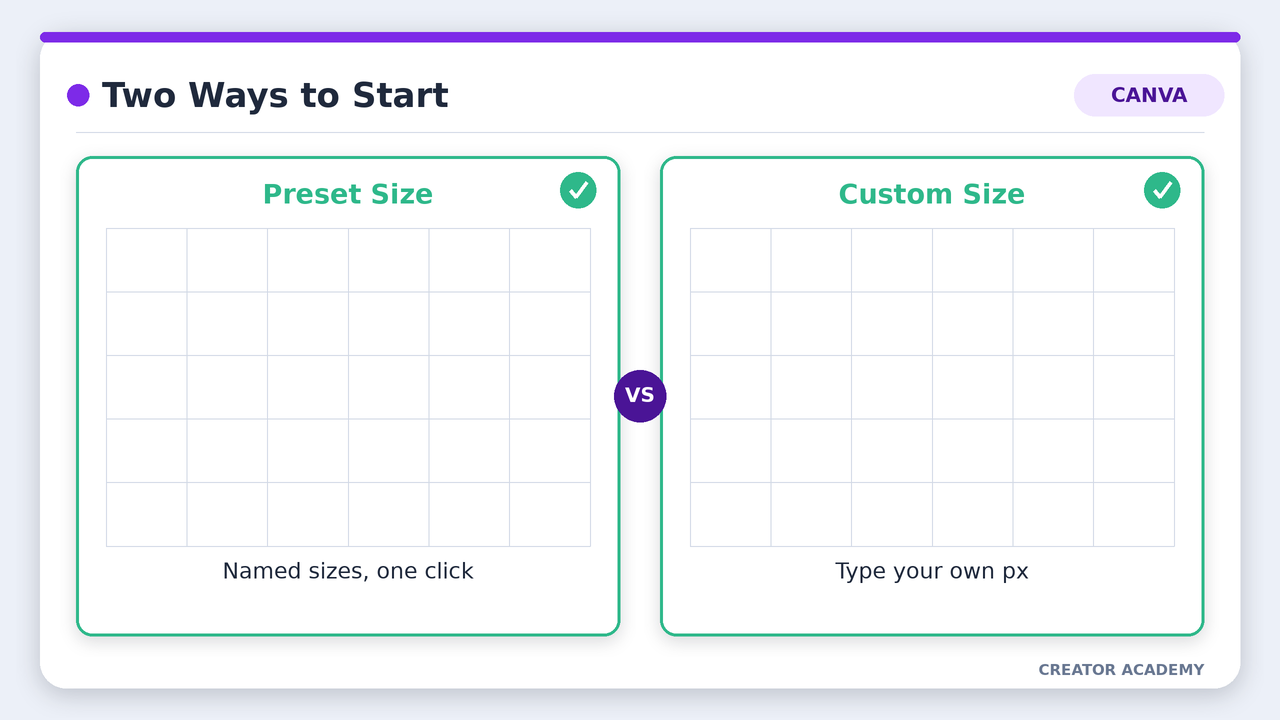 Two Ways to Start
CANVA
Preset Size
Custom Size
VS
Named sizes, one click
Type your own px
CREATOR ACADEMY